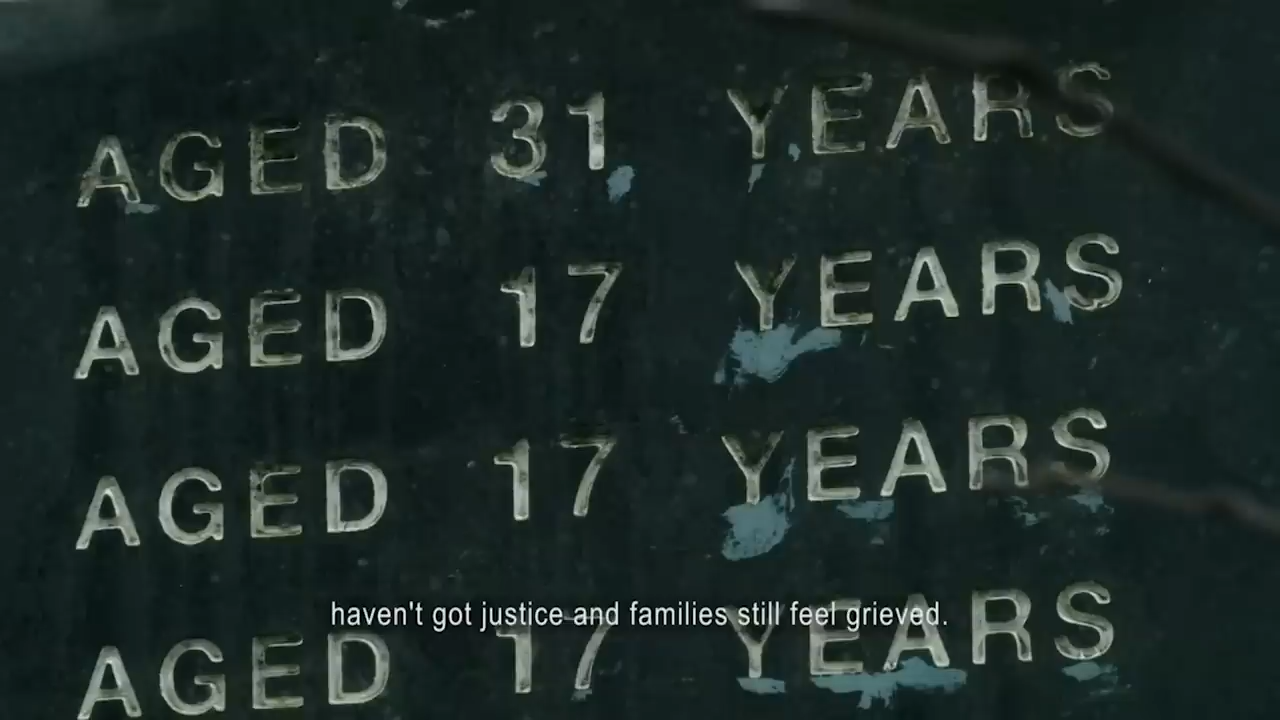 AGED 31 YEARS
AGED 17 YEARS
AGED 17 YEARS
haven't got justice and families still feel grieved.
AGED 17 YEARS